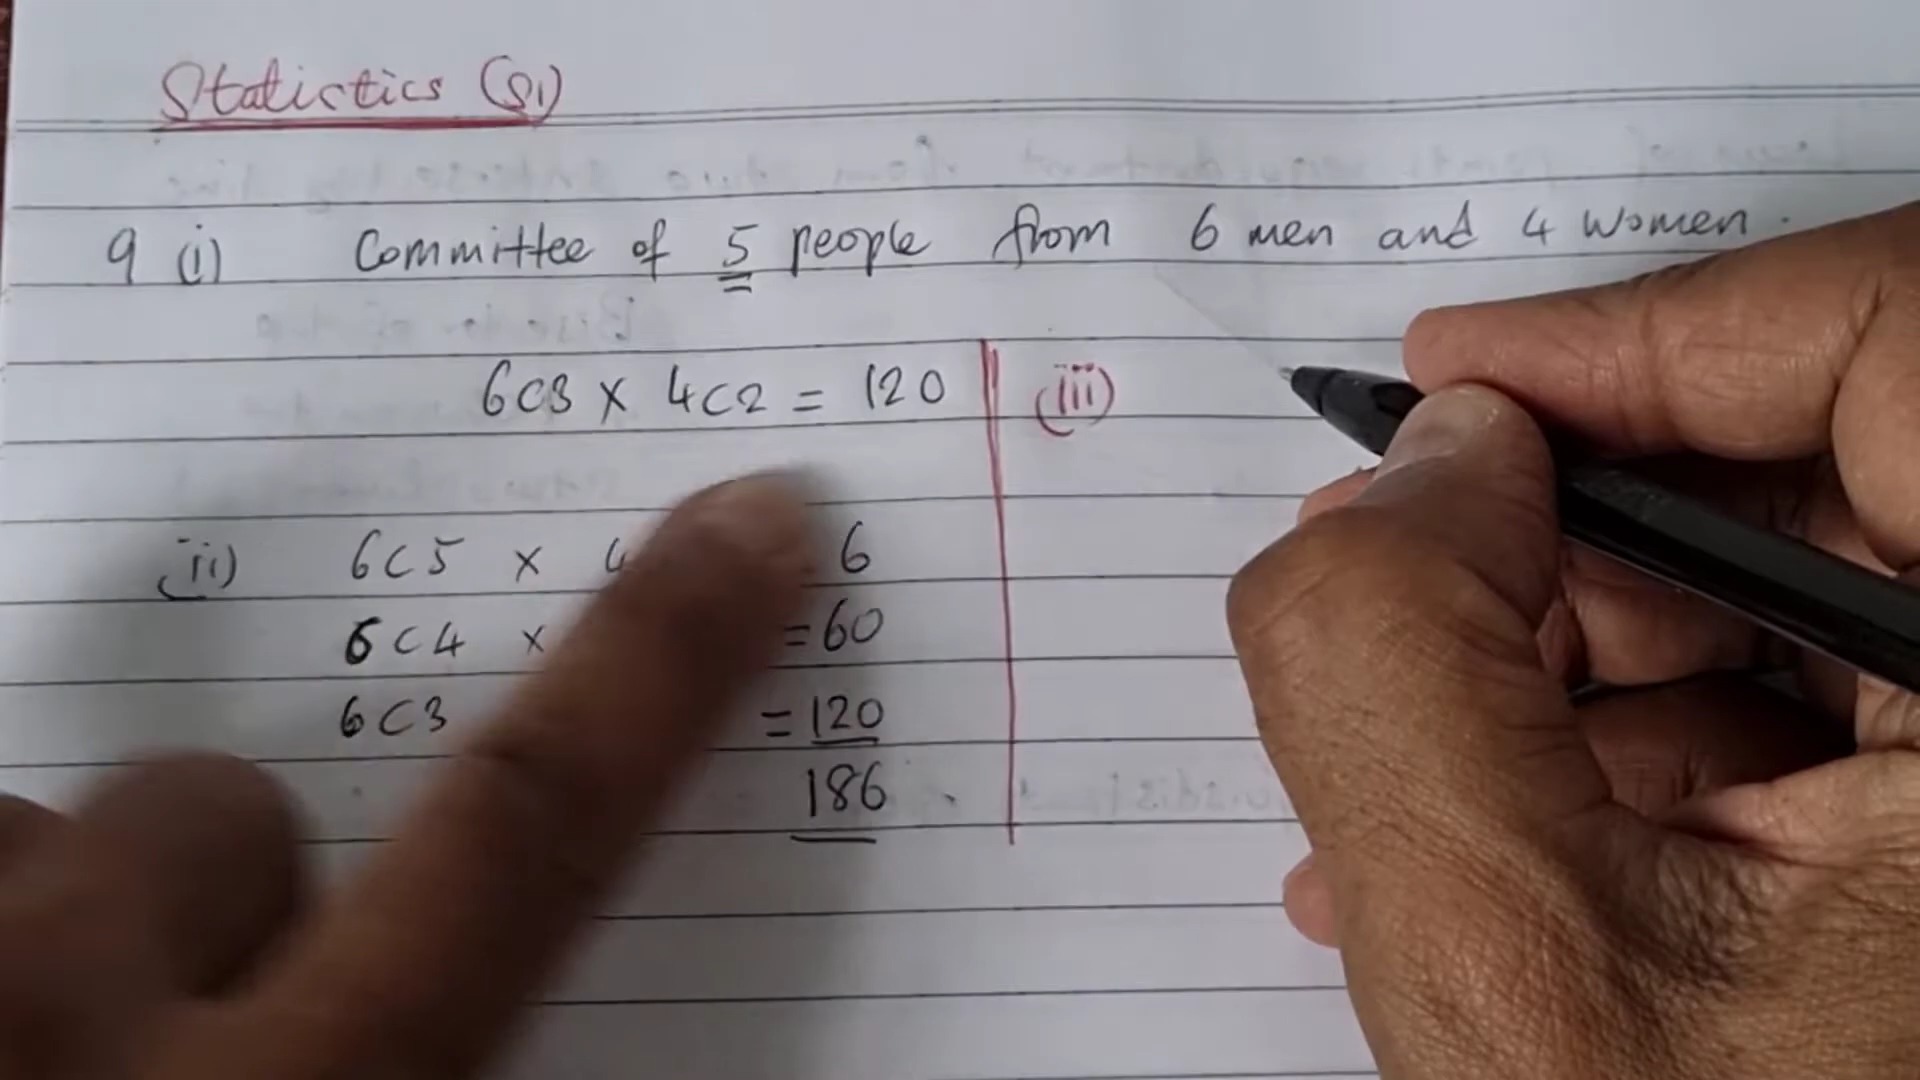 Statistics (S1)
9 (i) Committee of 5 people from 6 men and 4 women.
6C3 x 4C2 = 120
(iii)
(ii) 6C5 x 4 6
6C4 x = 60
6C3 = 120
186